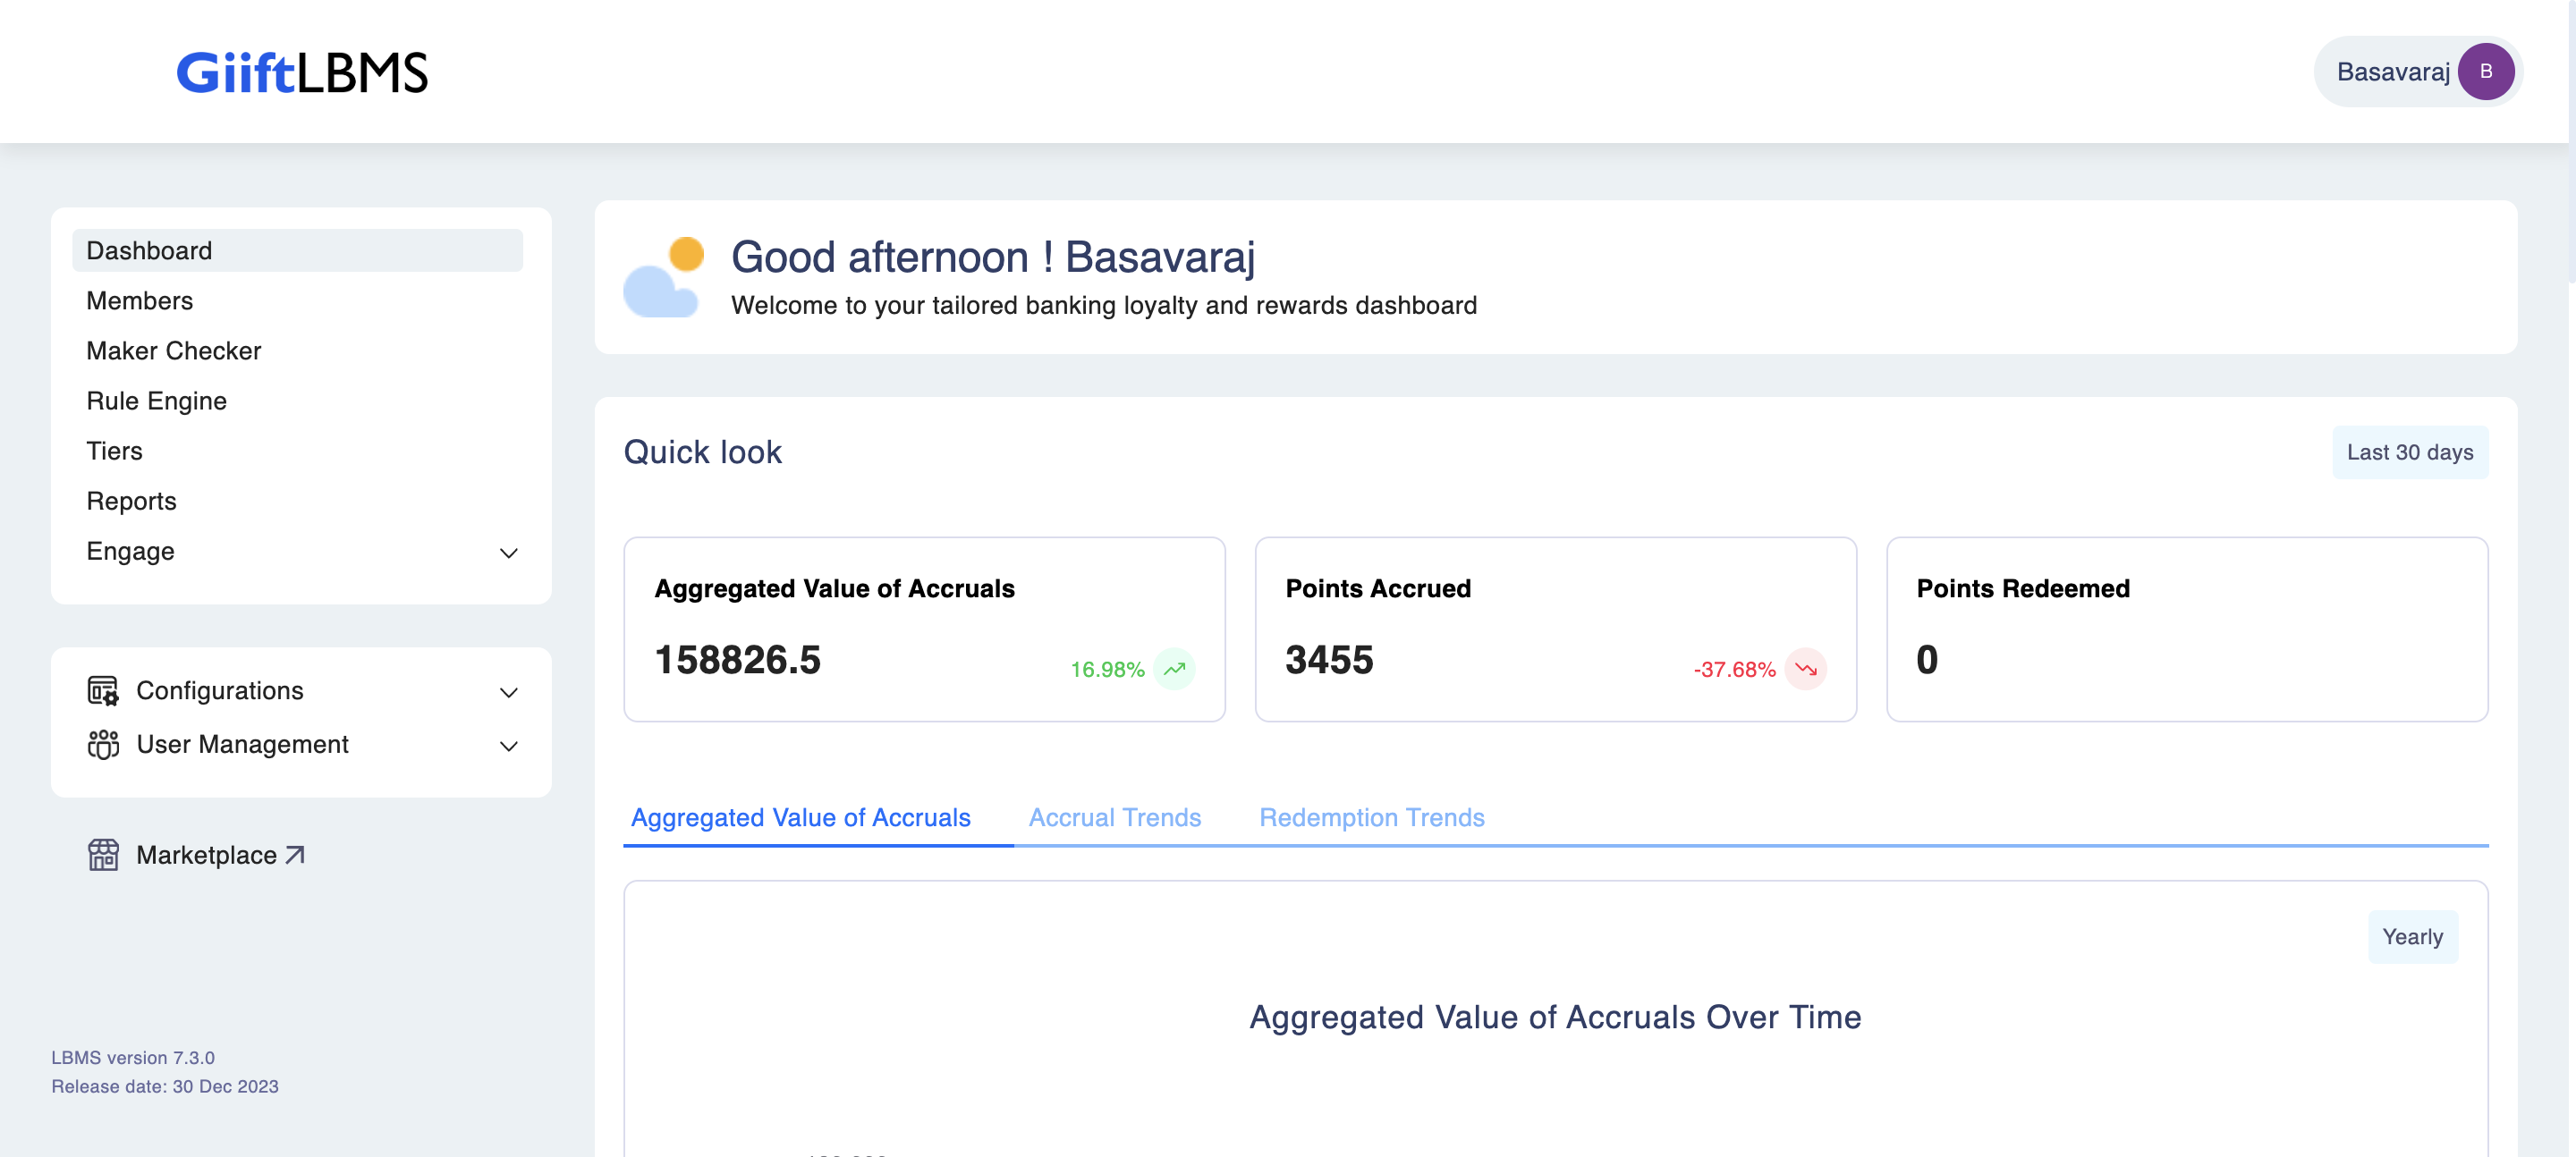 GiiftLBMS
Basavaraj B
Dashboard
Members
Maker Checker
Rule Engine
Tiers
Reports
Engage
Configurations
User Management
Marketplace
LBMS version 7.3.0
Release date: 30 Dec 2023
Good afternoon ! Basavaraj
Welcome to your tailored banking loyalty and rewards dashboard
Quick look
Last 30 days
Aggregated Value of Accruals
158826.5
16.98%
Points Accrued
3455
-37.68%
Points Redeemed
0
Aggregated Value of Accruals
Accrual Trends
Redemption Trends
Yearly
Aggregated Value of Accruals Over Time